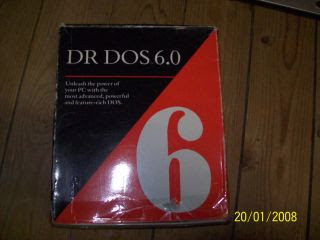 DR DOS 6.0
Unleash the power of
your PC with the
most advanced, powerful
and feature-rich DOS.
6
20/01/2008